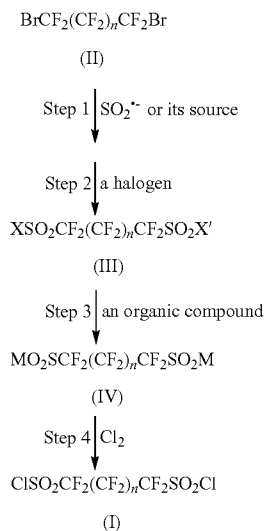 BrCF₂(CF₂)ₙCF₂Br
(II)
Step 1 SO₂•⁻ or its source
Step 2 a halogen
XSO₂CF₂(CF₂)ₙCF₂SO₂X′
(III)
Step 3 an organic compound
MO₂SCF₂(CF₂)ₙCF₂SO₂M
(IV)
Step 4 Cl₂
ClSO₂CF₂(CF₂)ₙCF₂SO₂Cl
(I)